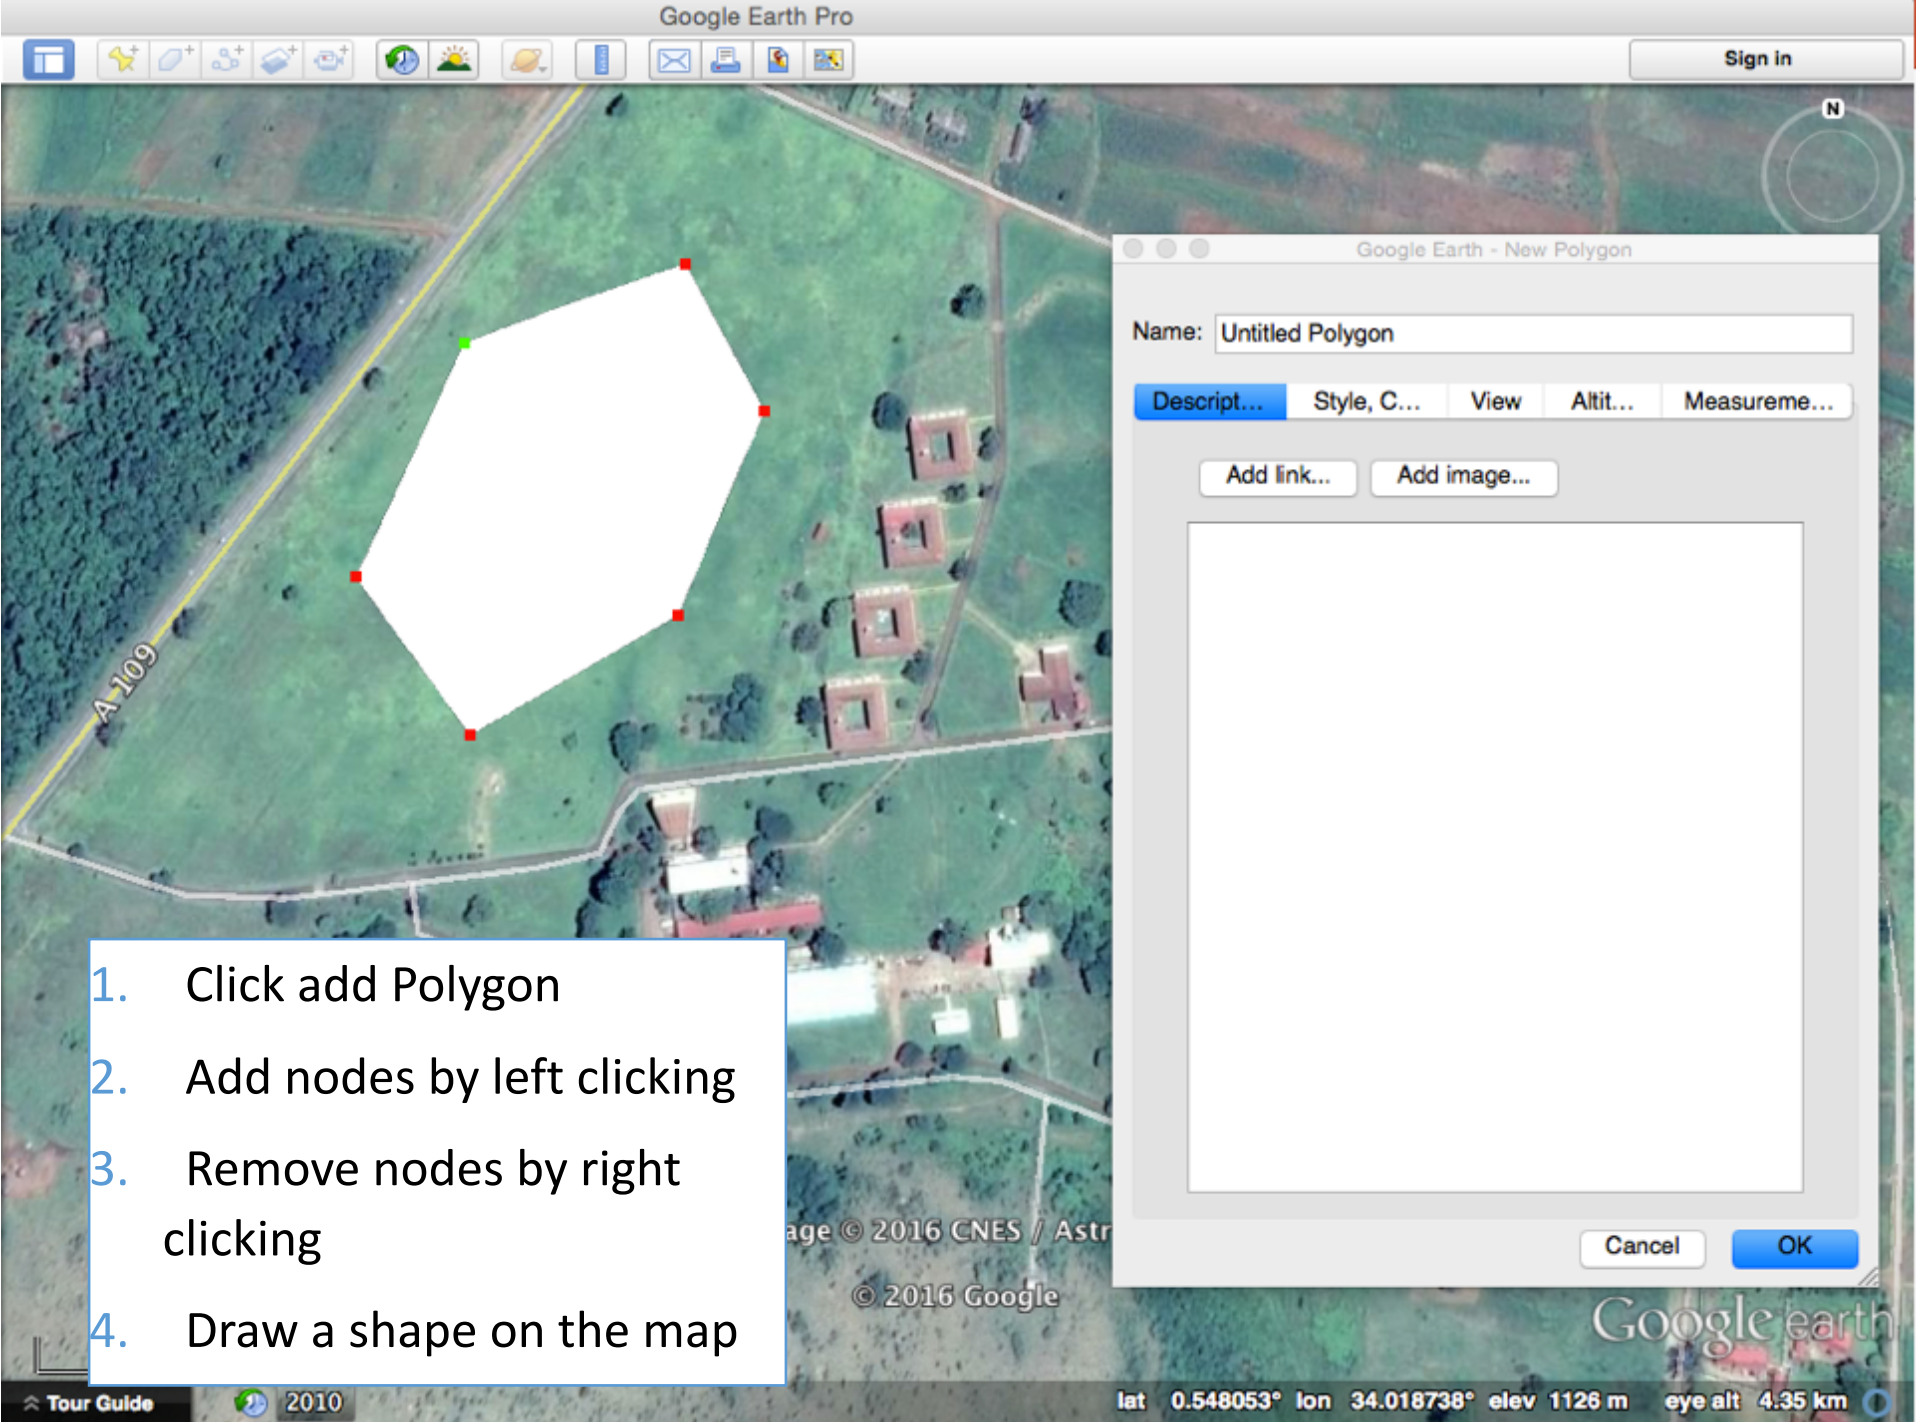 Google Earth Pro
Sign in
N
Google Earth - New Polygon
Name: Untitled Polygon
Descript... Style, C... View Altit... Measureme...
Add link... Add image...
A 109
1. Click add Polygon
2. Add nodes by left clicking
3. Remove nodes by right
clicking
4. Draw a shape on the map
age © 2016 CNES / Astr
© 2016 Google
Cancel OK
Google earth
Tour Guide 2010 lat 0.548053° lon 34.018738° elev 1126 m eye alt 4.35 km